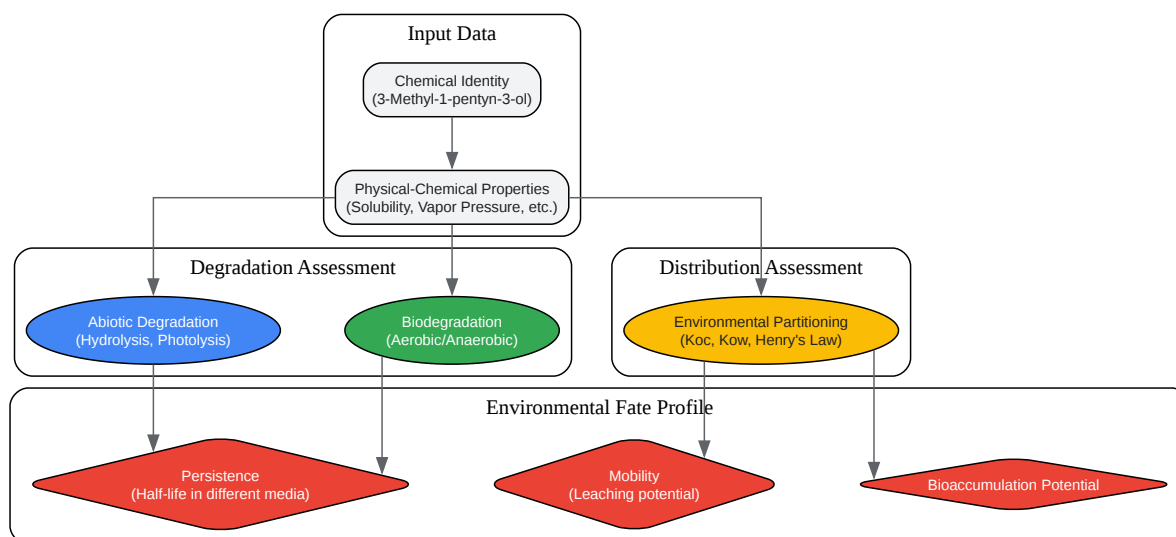 Input Data
Chemical Identity
(3-Methyl-1-pentyn-3-ol)
Physical-Chemical Properties
(Solubility, Vapor Pressure, etc.)
Degradation Assessment
Distribution Assessment
Abiotic Degradation
(Hydrolysis, Photolysis)
Biodegradation
(Aerobic/Anaerobic)
Environmental Partitioning
(Koc, Kow, Henry's Law)
Environmental Fate Profile
Persistence
(Half-life in different media)
Mobility
(Leaching potential)
Bioaccumulation Potential